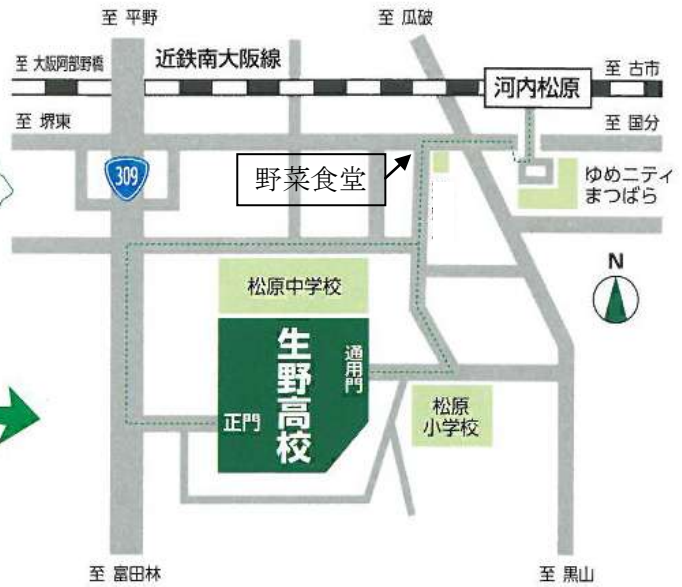 至 平野
至 瓜破
至 大阪阿部野橋
近鉄南大阪線
至 古市
河内松原
至 堺東
至 国分
309
野菜食堂
ゆめニティ
まつばら
N
松原中学校
生野高校
通用門
正門
松原
小学校
至 富田林
至 黒山